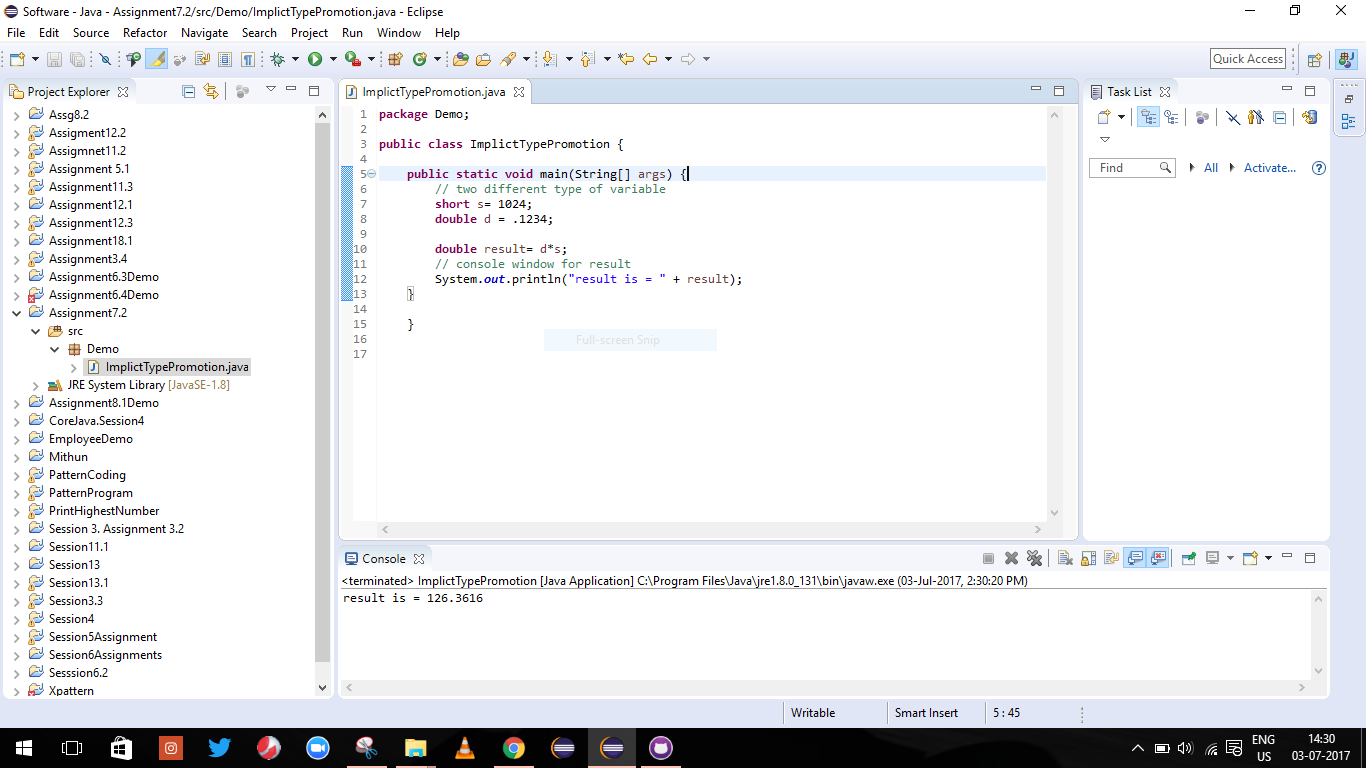 Software - Java - Assignment7.2/src/Demo/ImplictTypePromotion.java - Eclipse
File Edit Source Refactor Navigate Search Project Run Window Help
Quick Access
Project Explorer
Assg8.2
Assigment12.2
Assigmnet11.2
Assignment 5.1
Assignment11.3
Assignment12.1
Assignment12.3
Assignment18.1
Assignment3.4
Assignment6.3Demo
Assignment6.4Demo
Assignment7.2
src
Demo
ImplictTypePromotion.java
JRE System Library [JavaSE-1.8]
Assignment8.1Demo
CoreJava.Session4
EmployeeDemo
Mithun
PatternCoding
PatternProgram
PrintHighestNumber
Session 3. Assignment 3.2
Session11.1
Session13
Session13.1
Session3.3
Session4
Session5Assignment
Session6Assignments
Sesssion6.2
Xpattern
ImplictTypePromotion.java
1 package Demo;
2
3 public class ImplictTypePromotion {
4
5 public static void main(String[] args) {
6 // two different type of variable
7 short s= 1024;
8 double d = .1234;
9
10 double result= d*s;
11 // console window for result
12 System.out.println("result is = " + result);
13 }
14
15 }
16
17
Full-screen Snip
Task List
Find All Activate...
Console
<terminated> ImplictTypePromotion [Java Application] C:\Program Files\Java\jre1.8.0_131\bin\javaw.exe (03-Jul-2017, 2:30:20 PM)
result is = 126.3616
Writable Smart Insert 5 : 45
ENG
US
14:30
03-07-2017